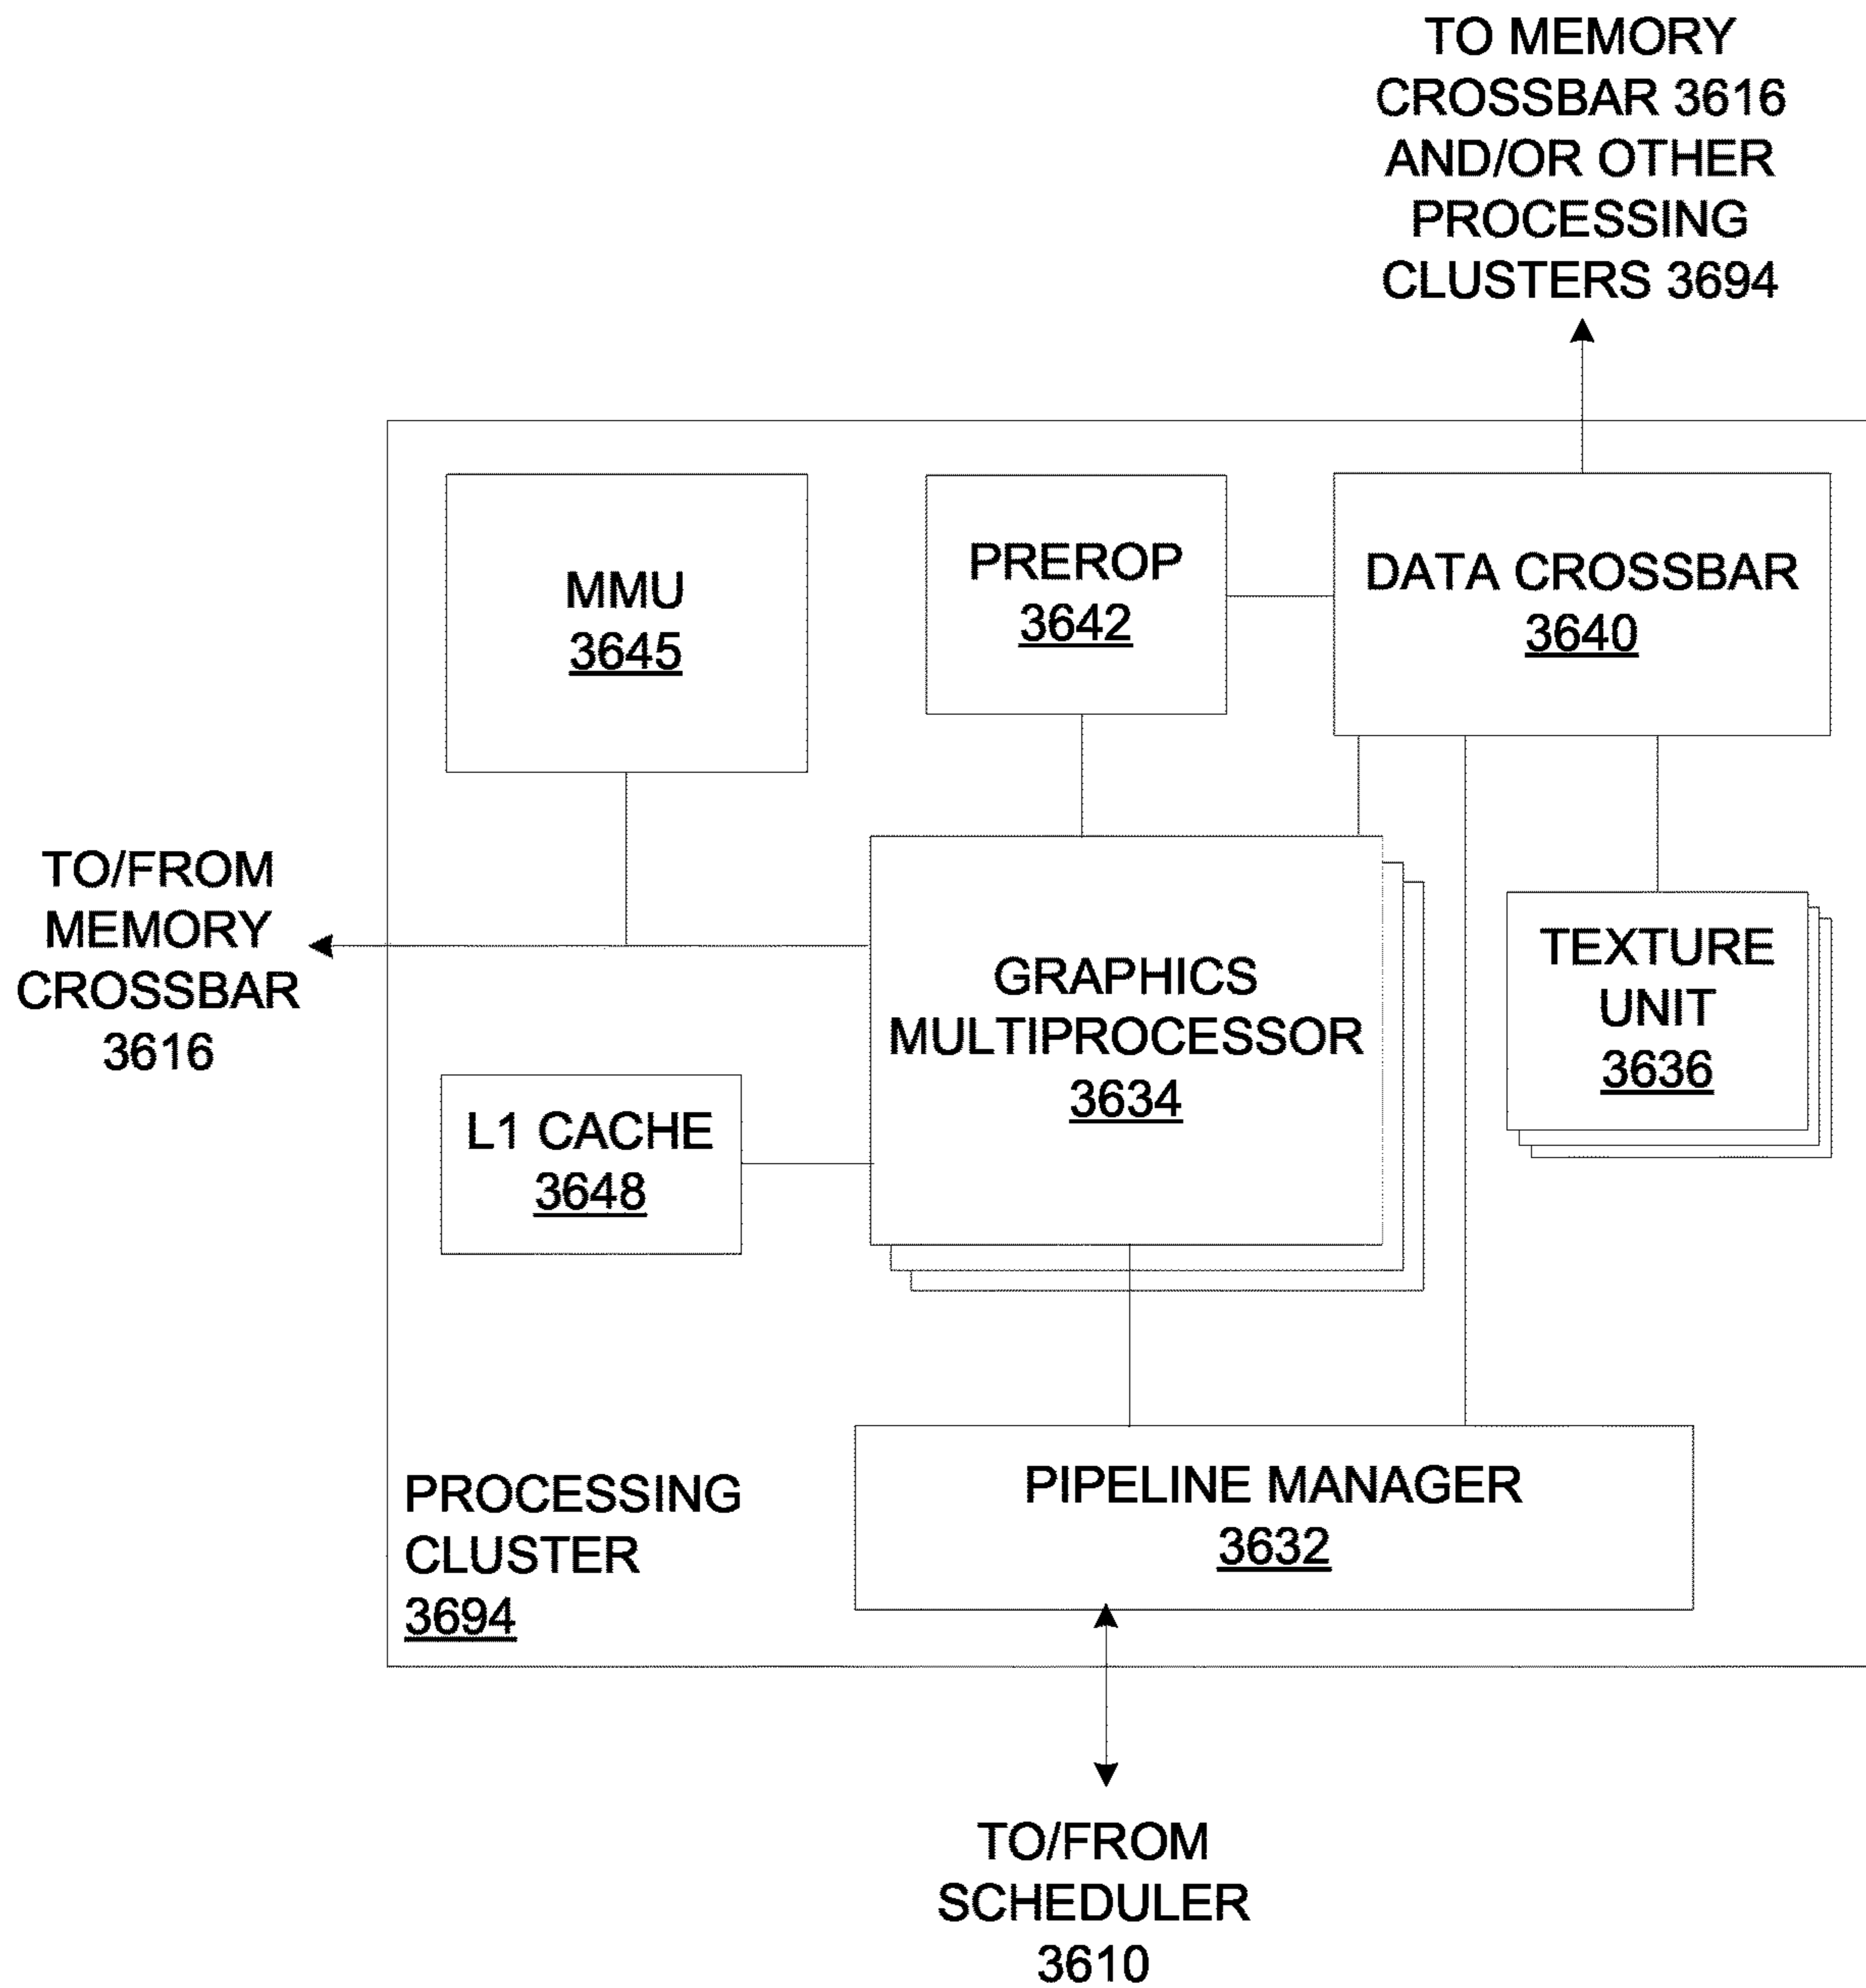 TO MEMORY
CROSSBAR 3616
AND/OR OTHER
PROCESSING
CLUSTERS 3694
MMU
3645
PREROP
3642
DATA CROSSBAR
3640
TO/FROM
MEMORY
CROSSBAR
3616
GRAPHICS
MULTIPROCESSOR
3634
TEXTURE
UNIT
3636
L1 CACHE
3648
PROCESSING
CLUSTER
3694
PIPELINE MANAGER
3632
TO/FROM
SCHEDULER
3610